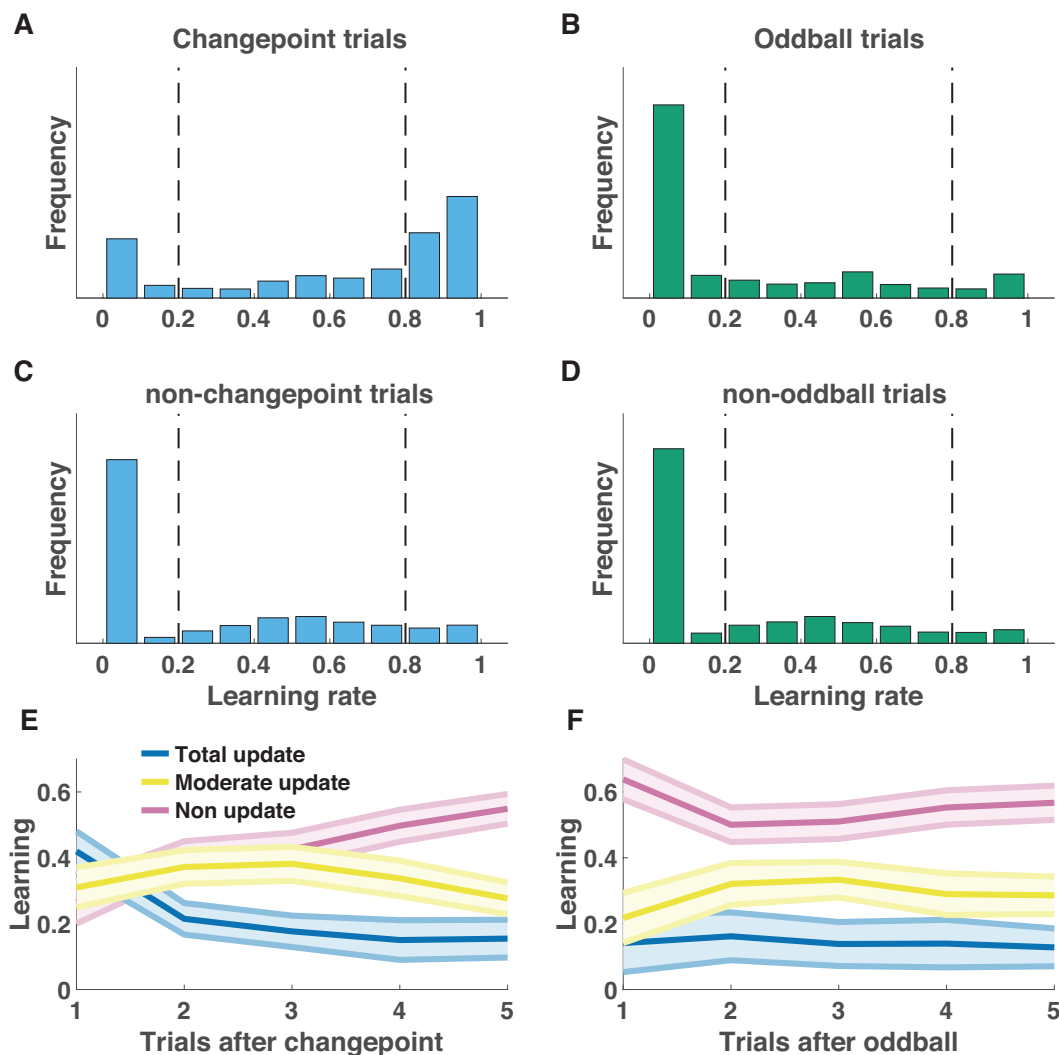 A
Changepoint trials
Frequency
0 0.2 0.4 0.6 0.8 1
B
Oddball trials
Frequency
0 0.2 0.4 0.6 0.8 1
C
non-changepoint trials
Frequency
0 0.2 0.4 0.6 0.8 1
Learning rate
D
non-oddball trials
Frequency
0 0.2 0.4 0.6 0.8 1
Learning rate
E
Total update
Moderate update
Non update
Learning
0.6
0.4
0.2
0
1 2 3 4 5
Trials after changepoint
F
Learning
0.6
0.4
0.2
0
1 2 3 4 5
Trials after oddball